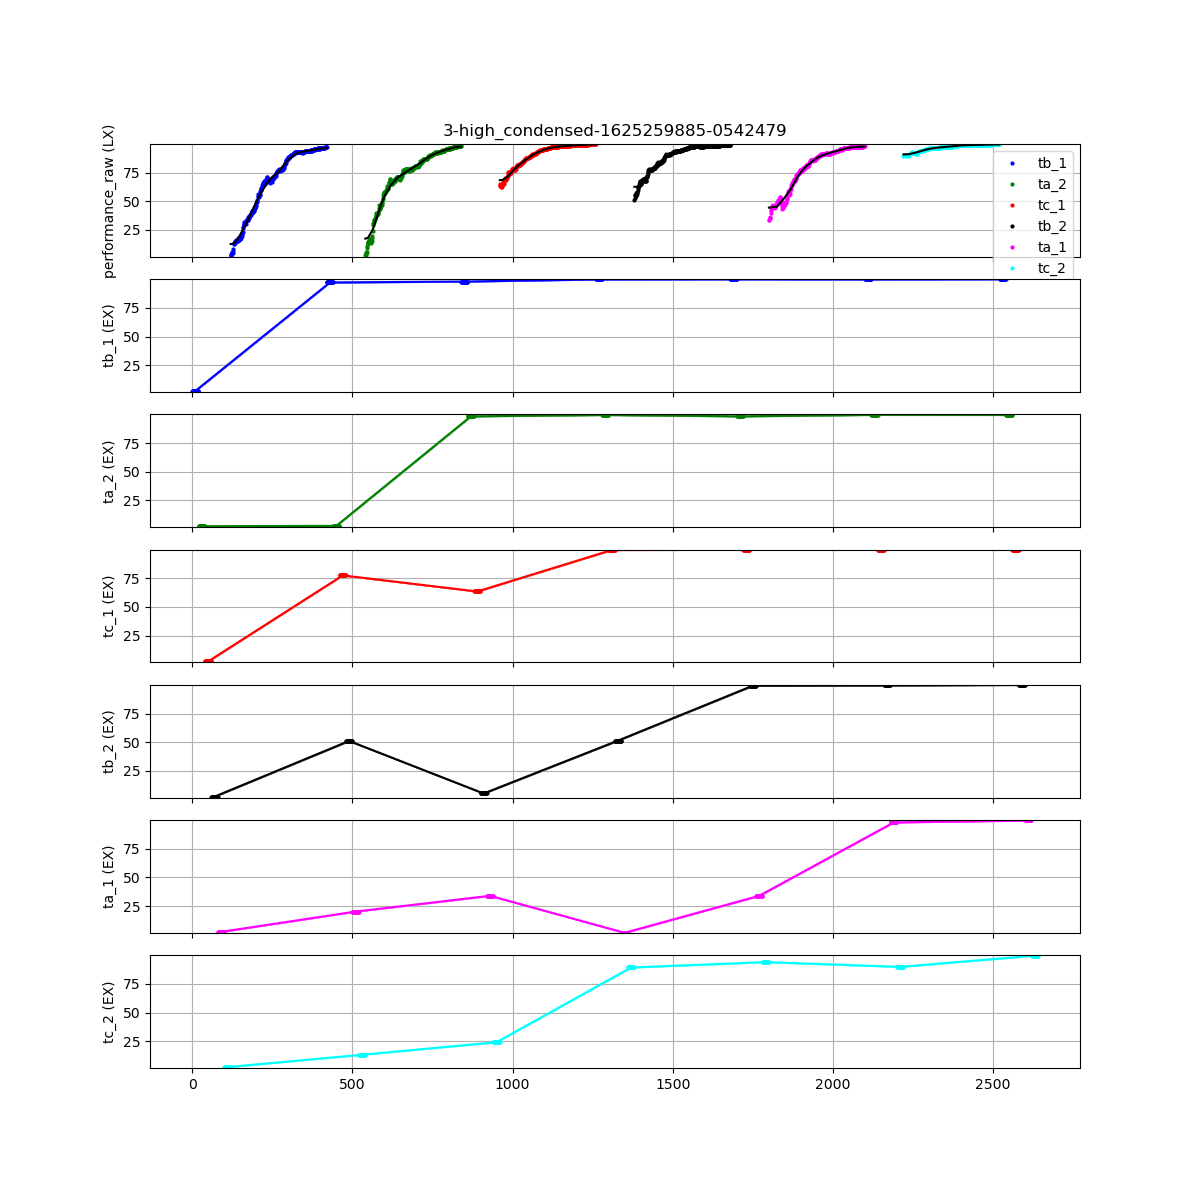 3-high_condensed-1625259885-0542479
performance_raw (LX)
75
50
25
tb_1
ta_2
tc_1
tb_2
ta_1
tc_2
tb_1 (EX)
75
50
25
ta_2 (EX)
75
50
25
tc_1 (EX)
75
50
25
tb_2 (EX)
75
50
25
ta_1 (EX)
75
50
25
tc_2 (EX)
75
50
25
0 500 1000 1500 2000 2500